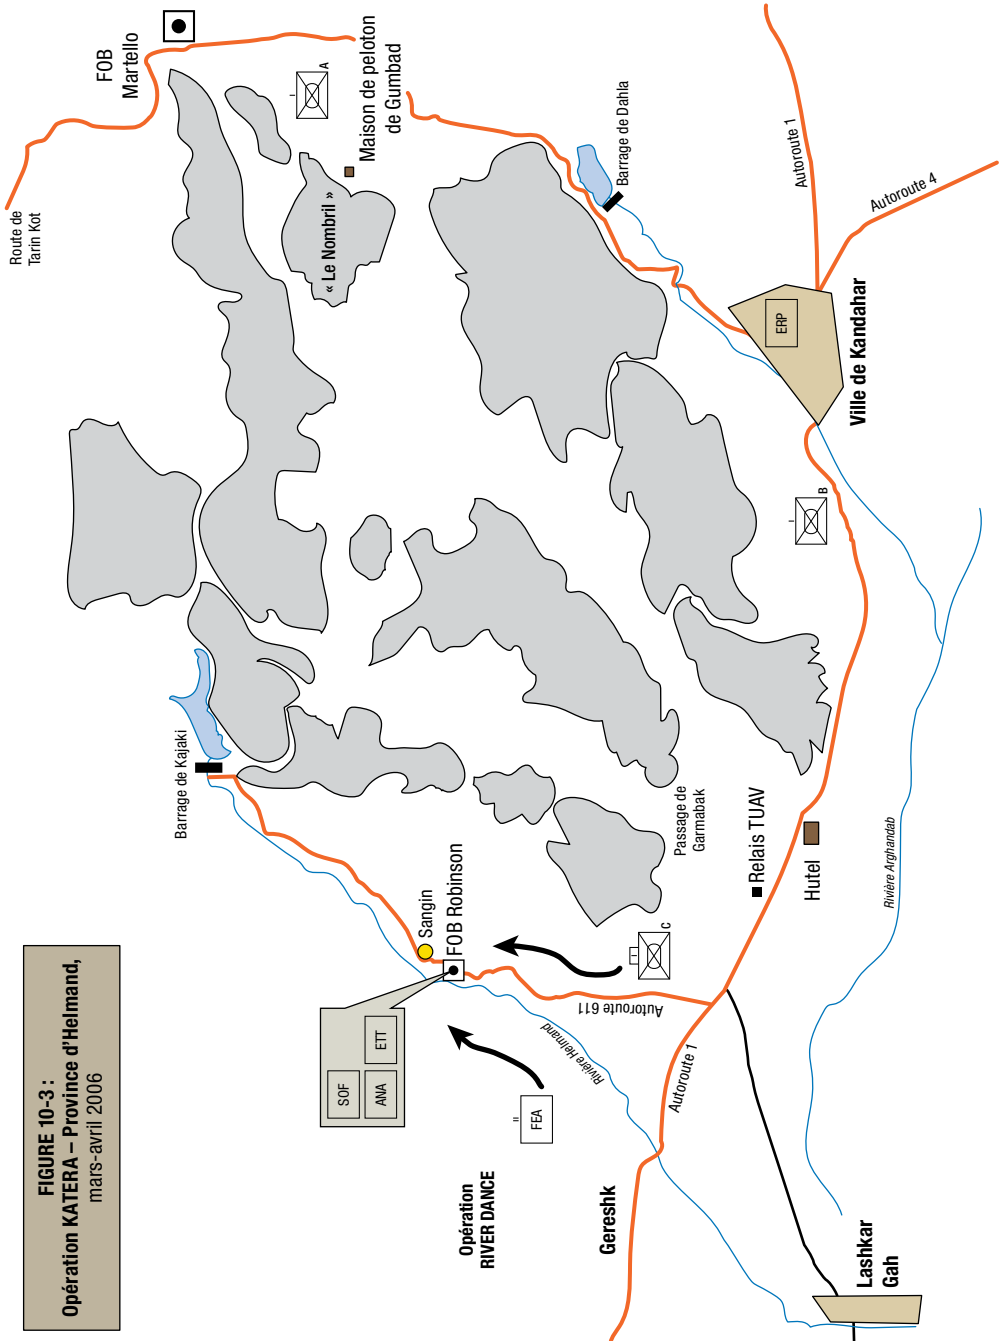 FIGURE 10-3 :
Opération KATERA – Province d'Helmand,
mars-avril 2006
Route de
Tarin Kot
FOB
Martello
I
A
Maison de peloton
de Gumbad
« Le Nombril »
Barrage de Dahla
Autoroute 1
Autoroute 4
ERP
Ville de Kandahar
I
B
Barrage de Kajaki
Passage de
Garmabak
Relais TUAV
Hutel
Rivière Arghandab
Sangin
FOB Robinson
I
C
Autoroute 611
SOF
ANA
ETT
Rivière Helmand
II
FEA
Opération
RIVER DANCE
Autoroute 1
Gereshk
Lashkar
Gah